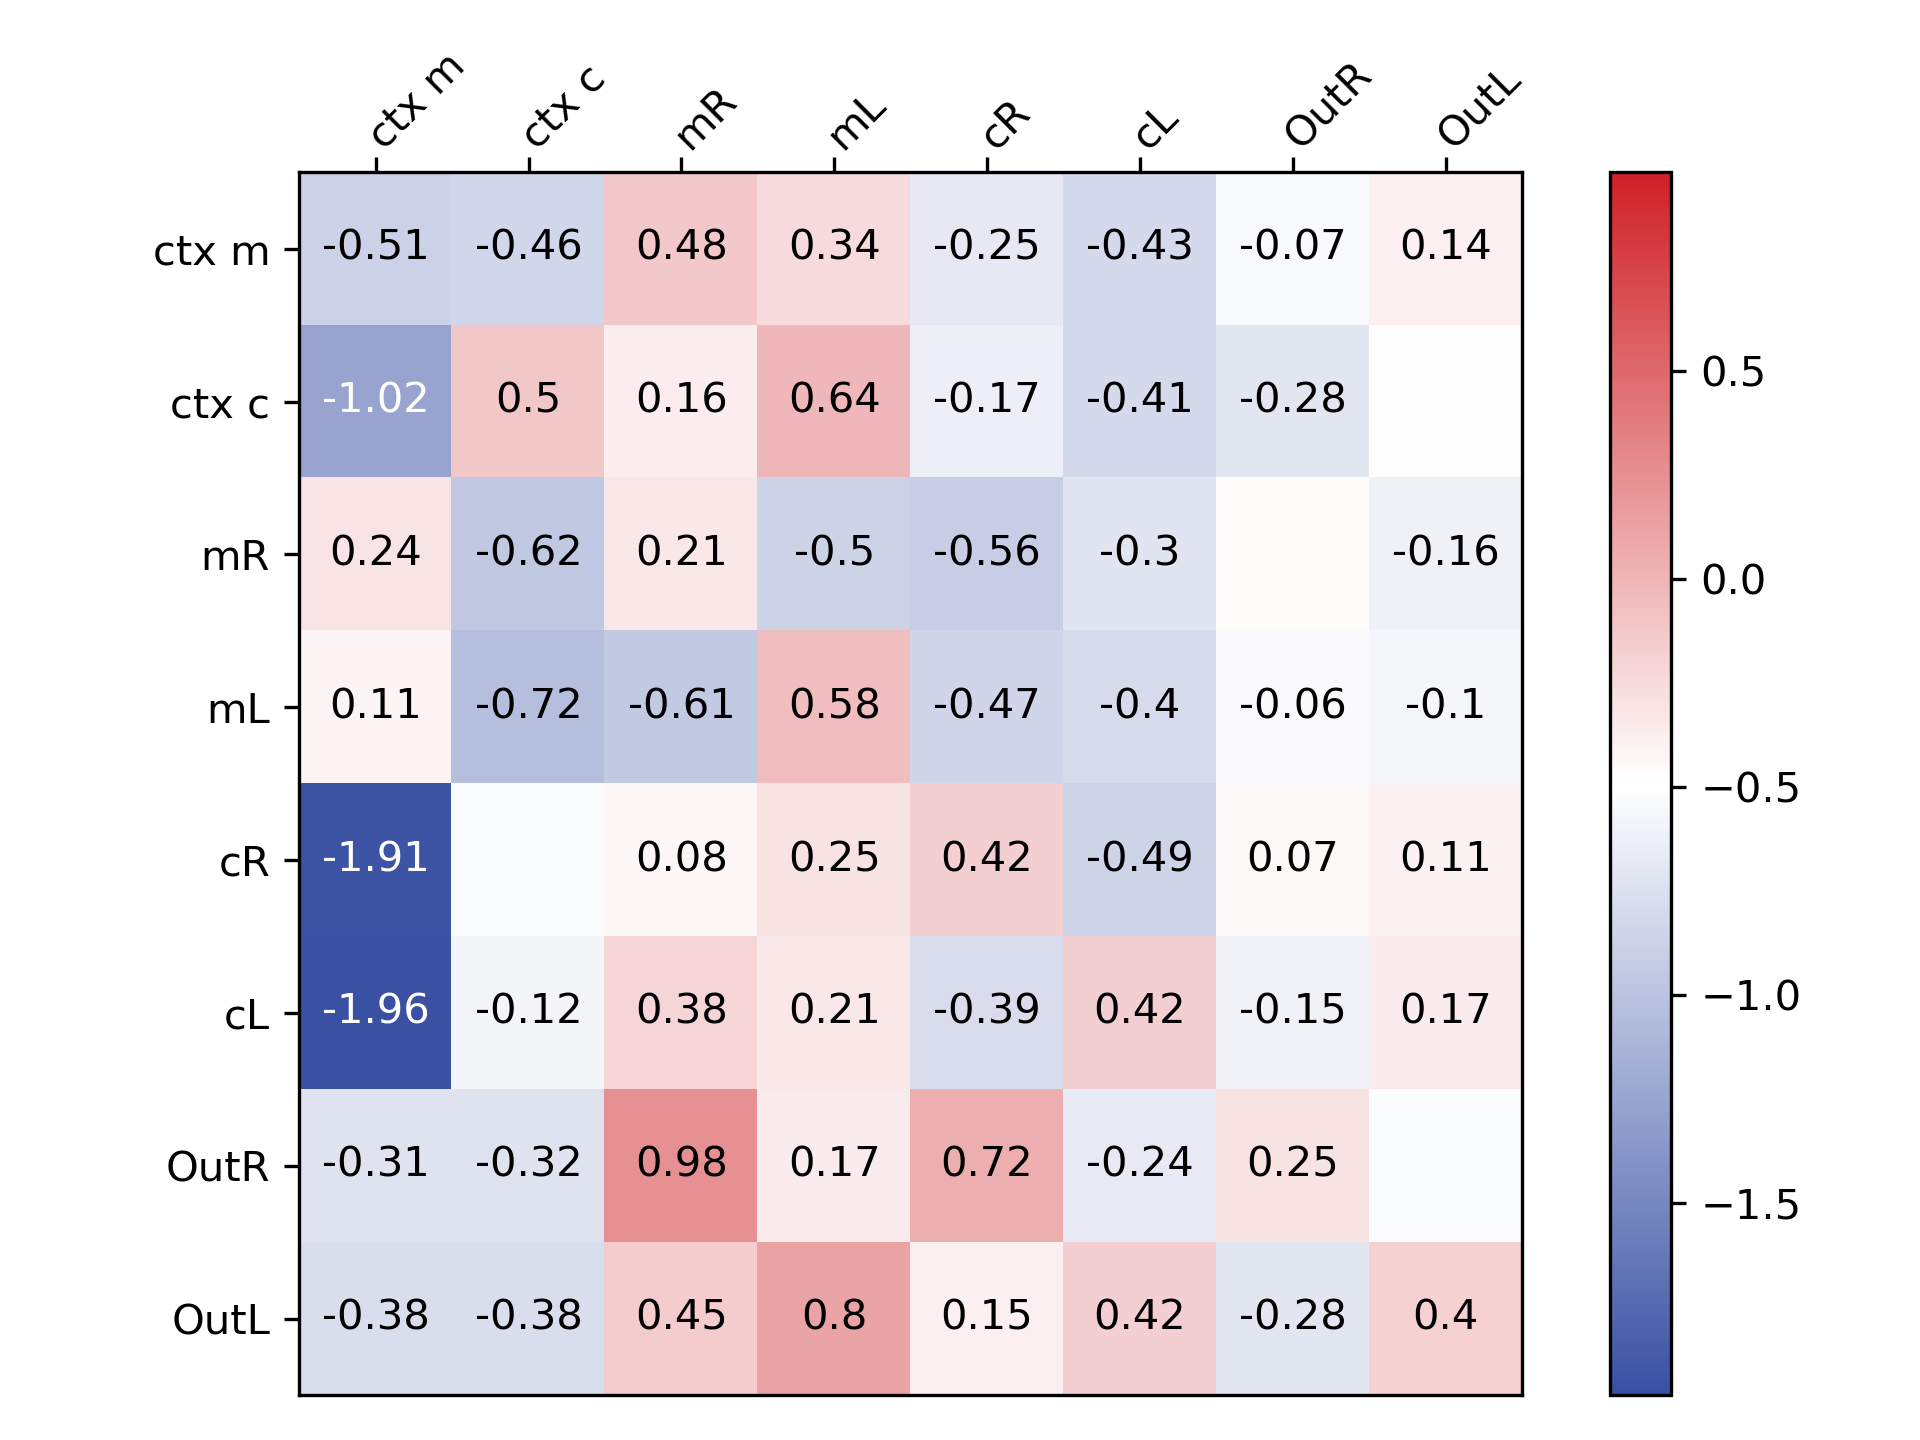 ctx m ctx c mR mL cR cL OutR OutL
ctx m -0.51 -0.46 0.48 0.34 -0.25 -0.43 -0.07 0.14
ctx c -1.02 0.5 0.16 0.64 -0.17 -0.41 -0.28
mR 0.24 -0.62 0.21 -0.5 -0.56 -0.3 -0.16
mL 0.11 -0.72 -0.61 0.58 -0.47 -0.4 -0.06 -0.1
cR -1.91 0.08 0.25 0.42 -0.49 0.07 0.11
cL -1.96 -0.12 0.38 0.21 -0.39 0.42 -0.15 0.17
OutR -0.31 -0.32 0.98 0.17 0.72 -0.24 0.25
OutL -0.38 -0.38 0.45 0.8 0.15 0.42 -0.28 0.4
0.5
0.0
−0.5
−1.0
−1.5